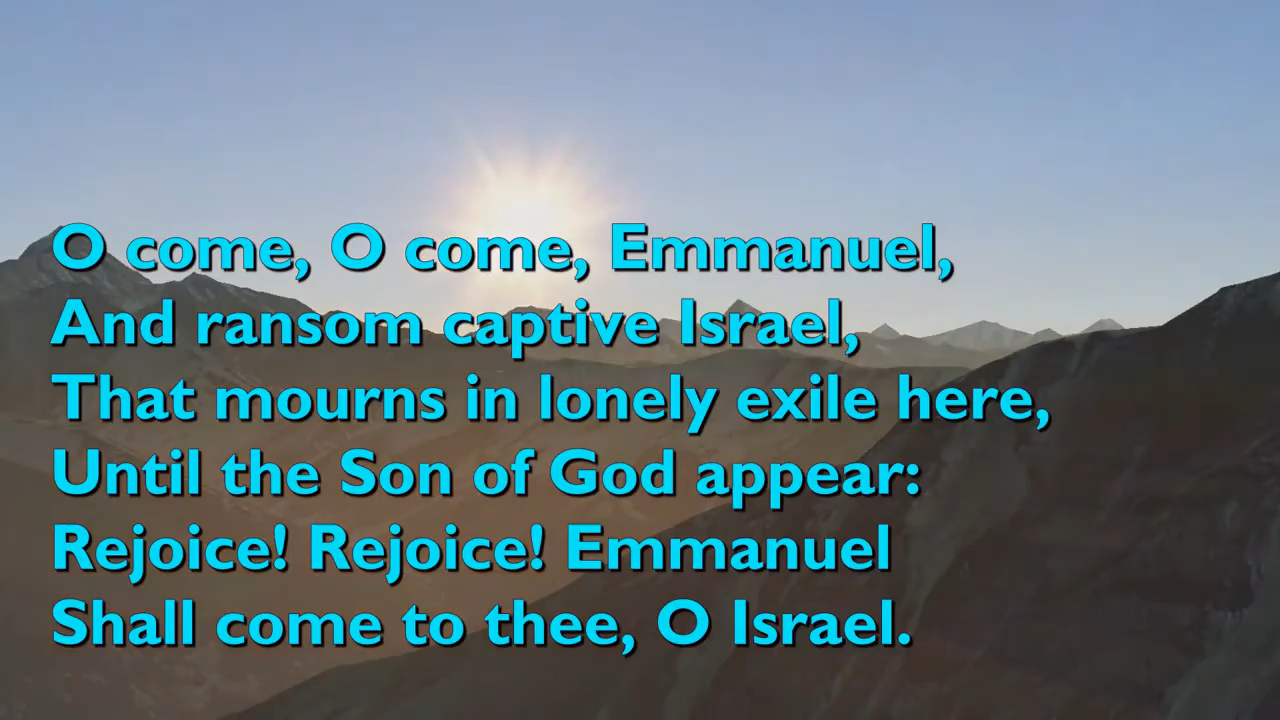 O come, O come, Emmanuel,
And ransom captive Israel,
That mourns in lonely exile here,
Until the Son of God appear:
Rejoice! Rejoice! Emmanuel
Shall come to thee, O Israel.